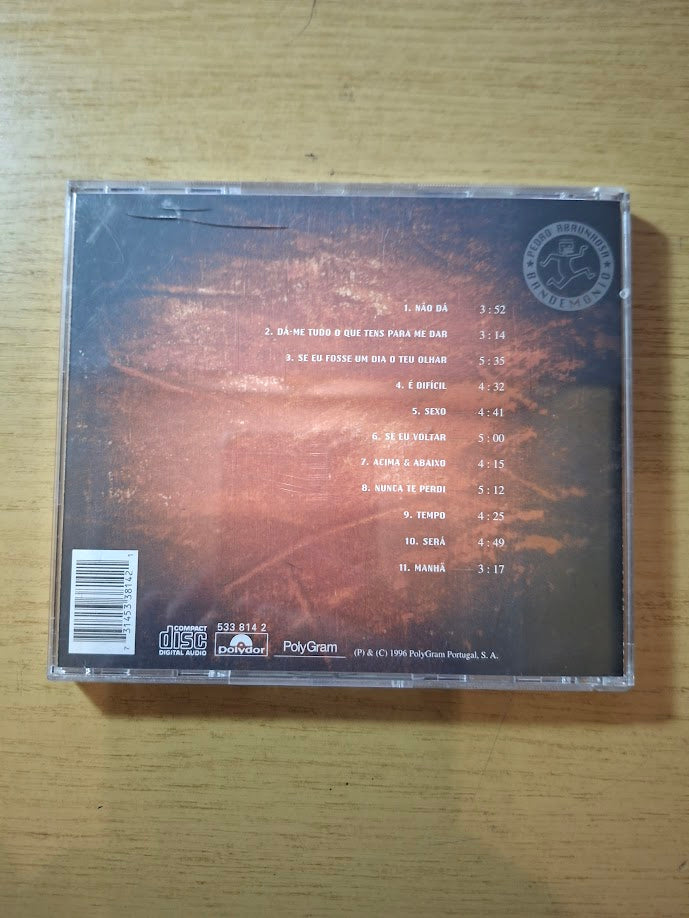 ★ PEDRO ABRUNHOSA ★
BANDEMÓNIO
1. NÃO DÁ 3:52
2. DÁ-ME TUDO O QUE TENS PARA ME DAR 3:14
3. SE EU FOSSE UM DIA O TEU OLHAR 5:35
4. É DIFÍCIL 4:32
5. SEXO 4:41
6. SE EU VOLTAR 5:00
7. ACIMA & ABAIXO 4:15
8. NUNCA TE PERDI 5:12
9. TEMPO 4:25
10. SERÁ 4:49
11. MANHÃ 3:17
7 31453 38142 1
COMPACT
disc
DIGITAL AUDIO
533 814 2
polydor
PolyGram
(P) & (C) 1996 PolyGram Portugal, S. A.